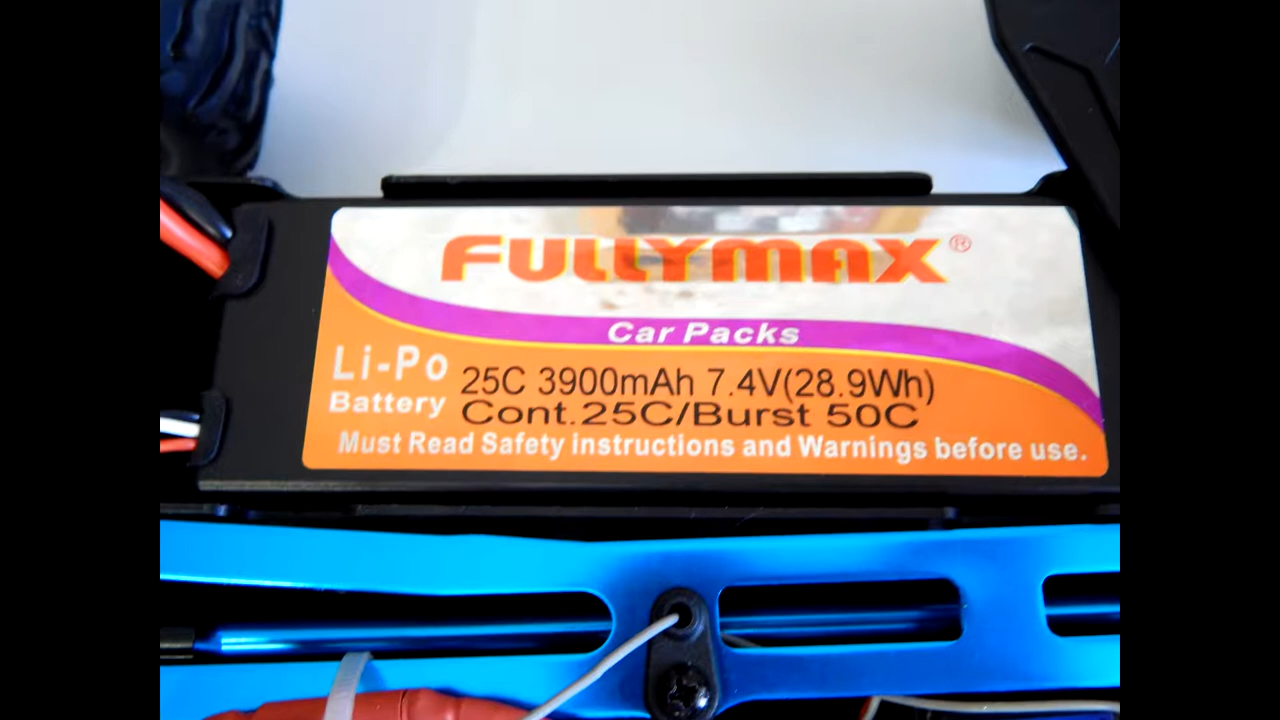 FULLYMAX®
Car Packs
Li-Po
Battery
25C 3900mAh 7.4V(28.9Wh)
Cont.25C/Burst 50C
Must Read Safety instructions and Warnings before use.